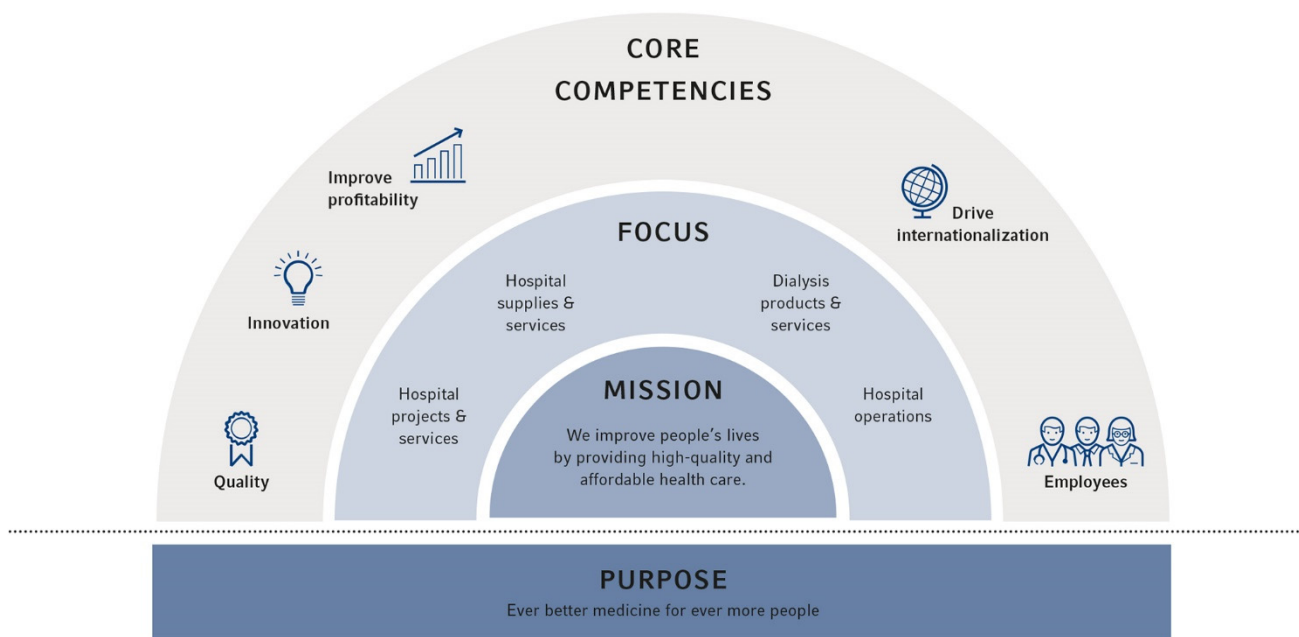 CORE
COMPETENCIES
Improve
profitability
Drive
internationalization
Innovation
Quality
Employees
FOCUS
Hospital
supplies &
services
Dialysis
products &
services
Hospital
projects &
services
Hospital
operations
MISSION
We improve people's lives
by providing high-quality and
affordable health care.
PURPOSE
Ever better medicine for ever more people